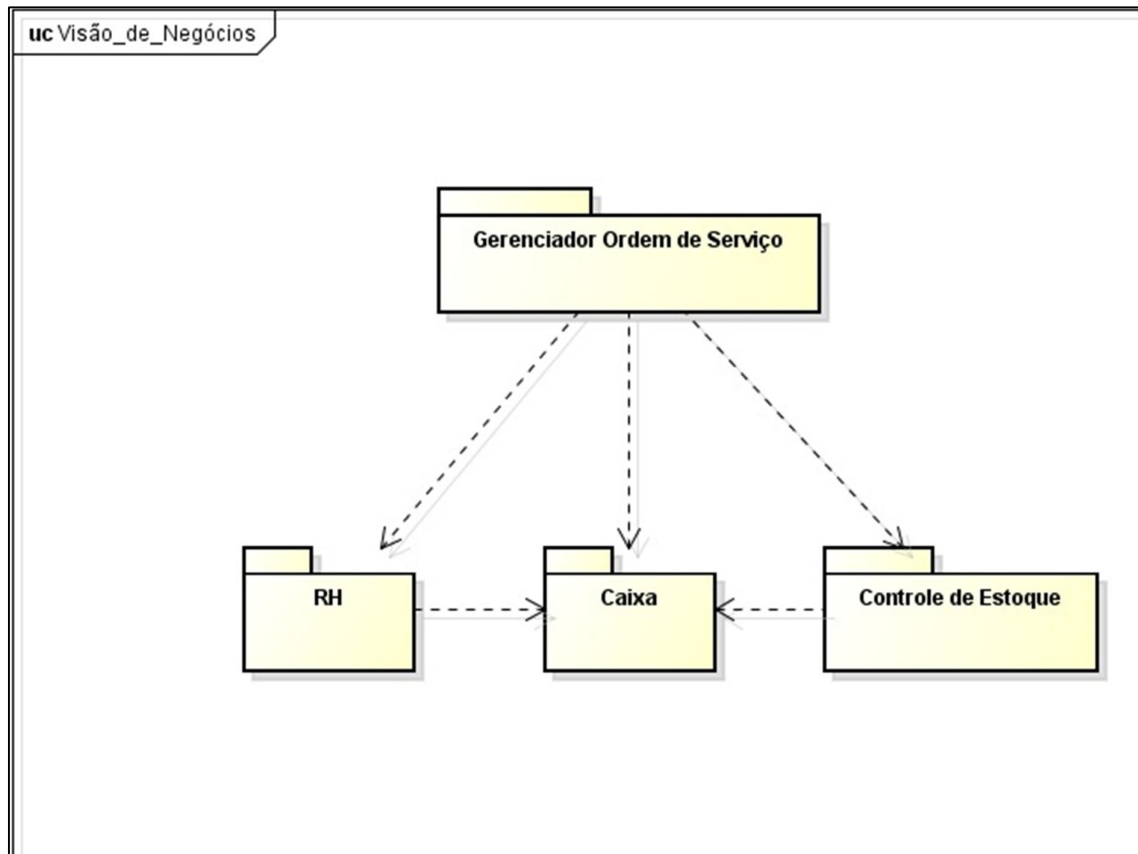 uc Visão_de_Negócios
Gerenciador Ordem de Serviço
RH
Caixa
Controle de Estoque